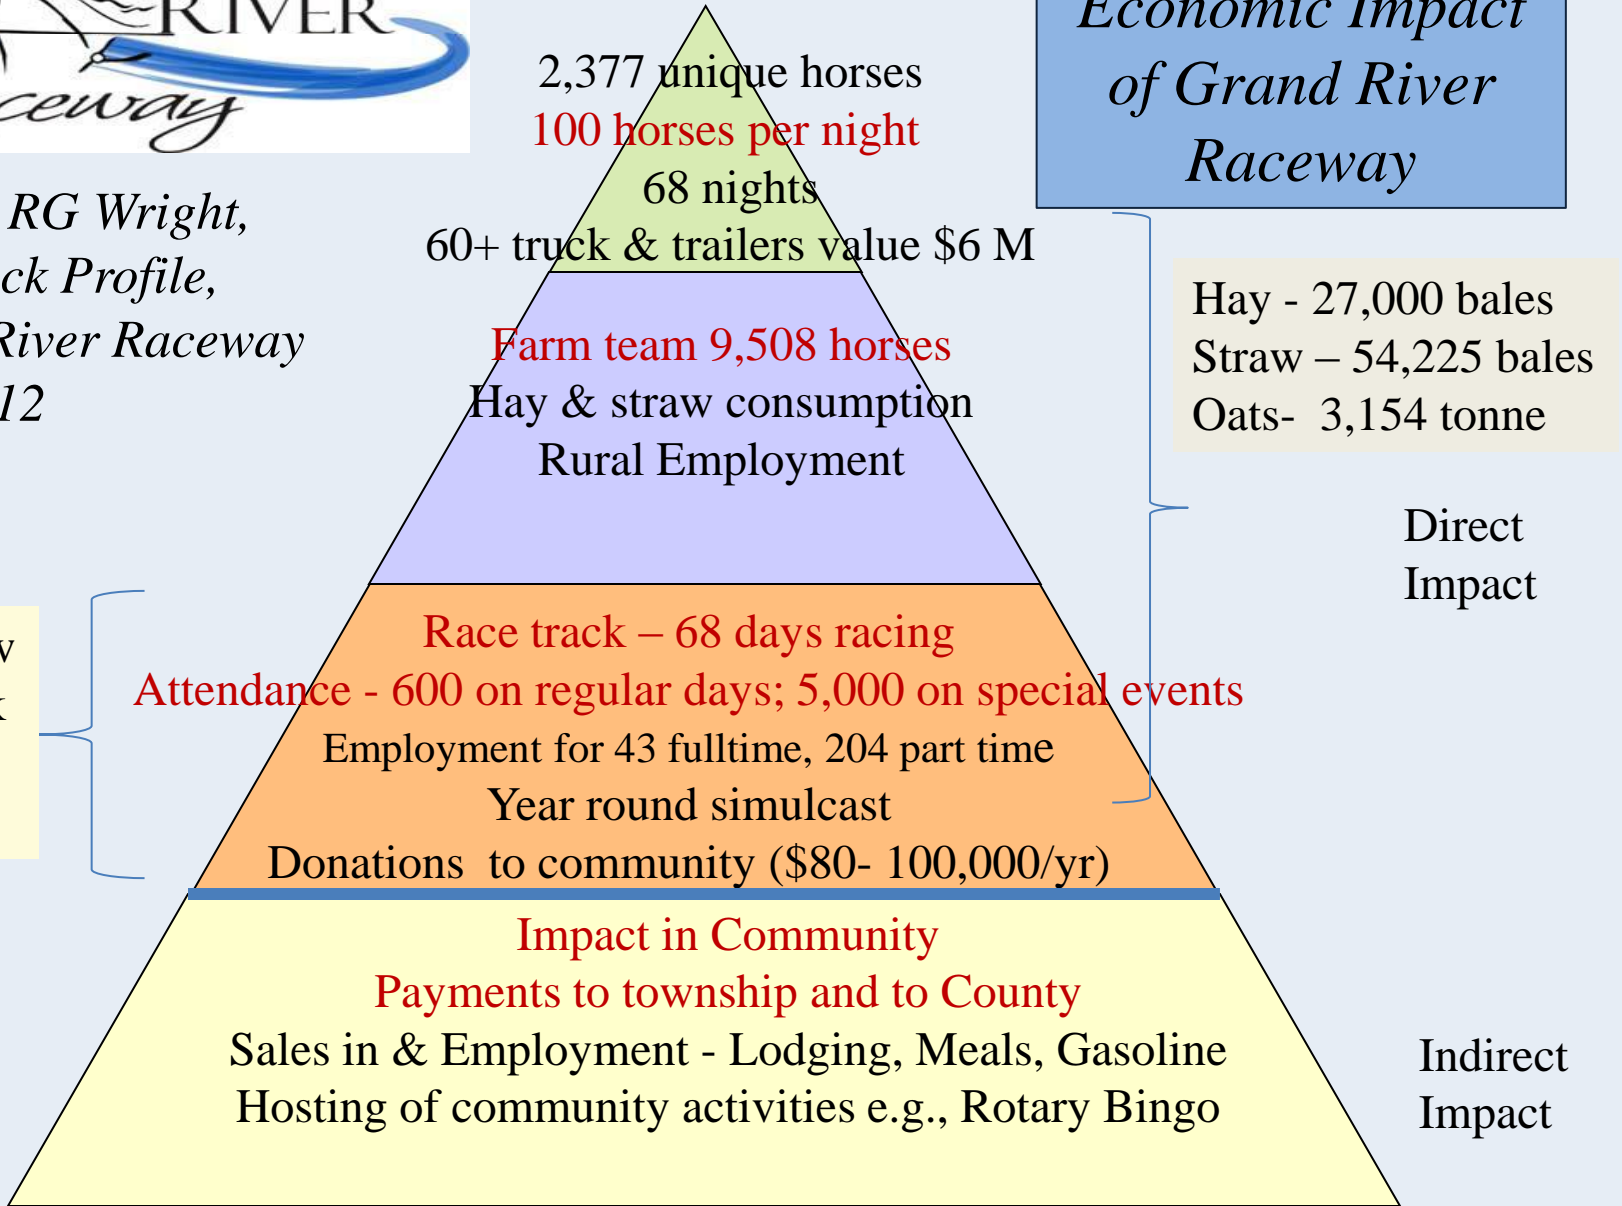 RIVER
ceway
Economic Impact
of Grand River
Raceway
RG Wright,
ck Profile,
River Raceway
12
2,377 unique horses
100 horses per night
68 nights
60+ truck & trailers value $6 M
Farm team 9,508 horses
Hay & straw consumption
Rural Employment
Hay - 27,000 bales
Straw – 54,225 bales
Oats-  3,154 tonne
Direct
Impact
Race track – 68 days racing
Attendance - 600 on regular days; 5,000 on special events
Employment for 43 fulltime, 204 part time
Year round simulcast
Donations  to community ($80- 100,000/yr)
Impact in Community
Payments to township and to County
Sales in & Employment - Lodging, Meals, Gasoline
Hosting of community activities e.g., Rotary Bingo
Indirect
Impact